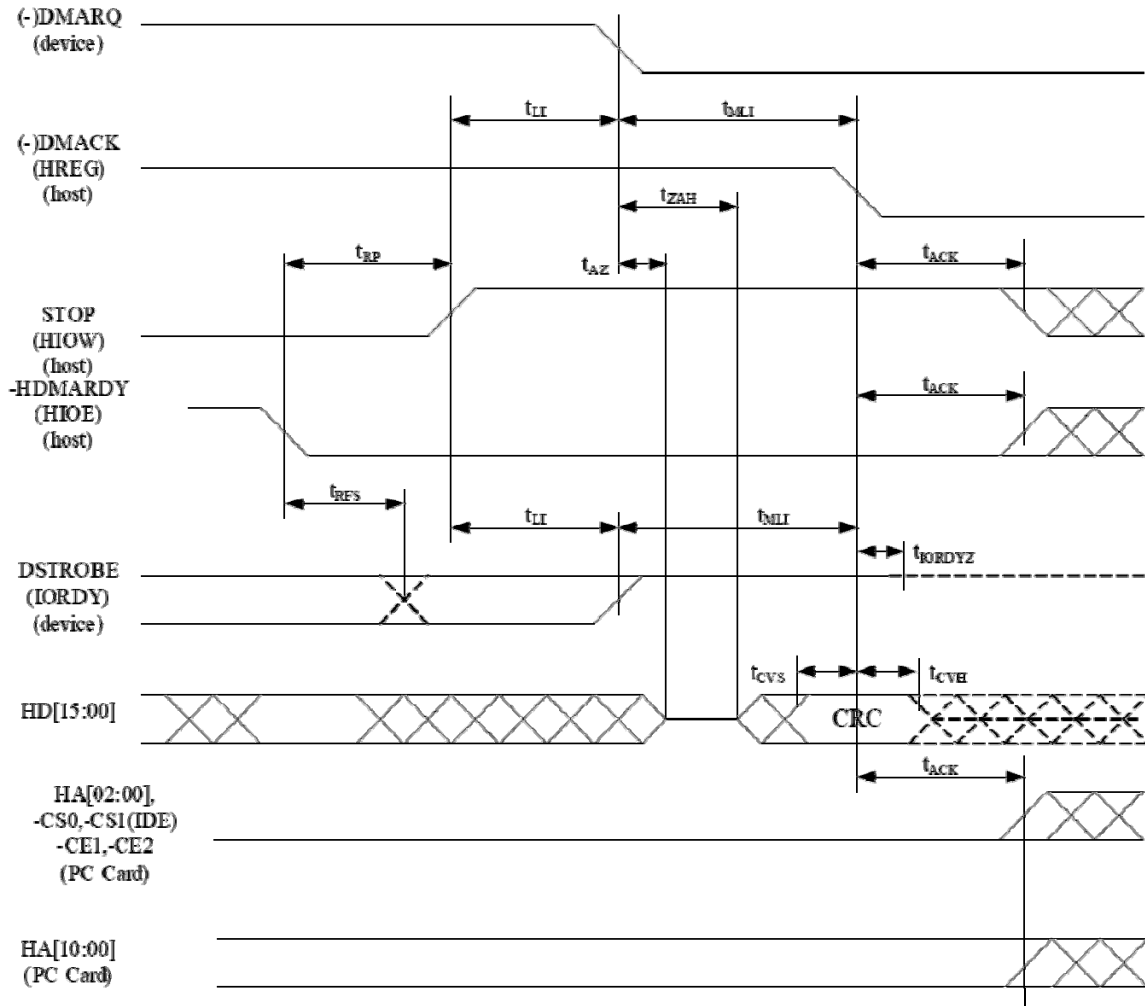 (-)DMARQ
(device)
tLI
tMLI
(-)DMACK
(HREG)
(host)
tZAH
tRP
tAZ
tACK
STOP
(HIOW)
(host)
-HDMARDY
(HIOE)
(host)
tACK
tRFS
tLI
tMLI
tIORDYZ
DSTROBE
(IORDY)
(device)
tCVS
tCVH
HD[15:00]
CRC
tACK
HA[02:00],
-CS0,-CS1(IDE)
-CE1,-CE2
(PC Card)
HA[10:00]
(PC Card)